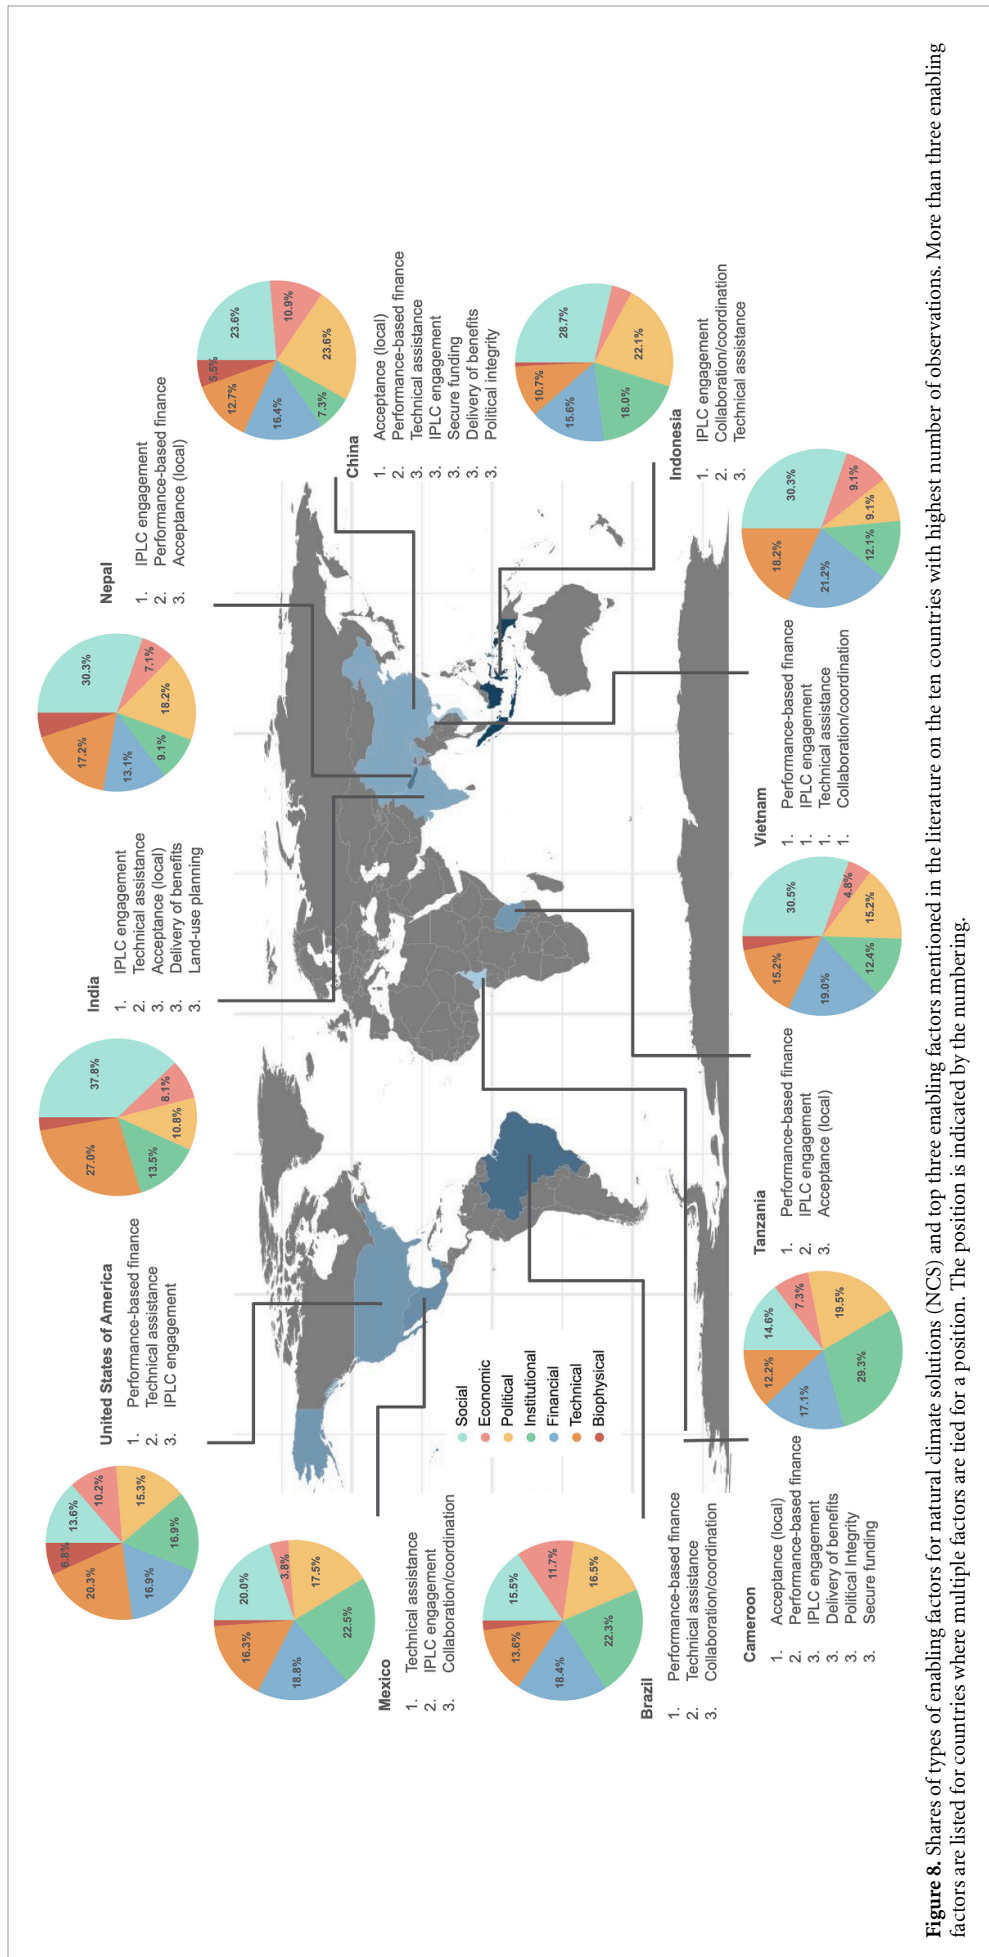 United States of America
1. Performance-based finance
2. Technical assistance
3. IPLC engagement
13.6%
10.2%
15.3%
16.9%
16.9%
20.3%
6.8%
India
1. IPLC engagement
2. Technical assistance
3. Acceptance (local)
3. Delivery of benefits
3. Land-use planning
37.8%
8.1%
10.8%
13.5%
27.0%
Nepal
1. IPLC engagement
2. Performance-based finance
3. Acceptance (local)
30.3%
7.1%
18.2%
9.1%
13.1%
17.2%
China
1. Acceptance (local)
2. Performance-based finance
3. Technical assistance
3. IPLC engagement
3. Secure funding
3. Delivery of benefits
3. Political integrity
23.6%
10.9%
23.6%
7.3%
16.4%
12.7%
5.5%
Mexico
1. Technical assistance
2. IPLC engagement
3. Collaboration/coordination
20.0%
3.8%
17.5%
22.5%
18.8%
16.3%
Social
Economic
Political
Institutional
Financial
Technical
Biophysical
Indonesia
1. IPLC engagement
2. Collaboration/coordination
3. Technical assistance
28.7%
22.1%
18.0%
15.6%
10.7%
Brazil
1. Performance-based finance
2. Technical assistance
3. Collaboration/coordination
15.5%
11.7%
16.5%
22.3%
18.4%
13.6%
Cameroon
1. Acceptance (local)
2. Performance-based finance
3. IPLC engagement
3. Delivery of benefits
3. Political Integrity
3. Secure funding
14.6%
7.3%
19.5%
29.3%
17.1%
12.2%
Tanzania
1. Performance-based finance
2. IPLC engagement
3. Acceptance (local)
30.5%
4.8%
15.2%
12.4%
19.0%
15.2%
Vietnam
1. Performance-based finance
1. IPLC engagement
1. Technical assistance
1. Collaboration/coordination
30.3%
9.1%
9.1%
12.1%
21.2%
18.2%
Figure 8. Shares of types of enabling factors for natural climate solutions (NCS) and top three enabling factors mentioned in the literature on the ten countries with highest number of observations. More than three enabling
factors are listed for countries where multiple factors are tied for a position. The position is indicated by the numbering.